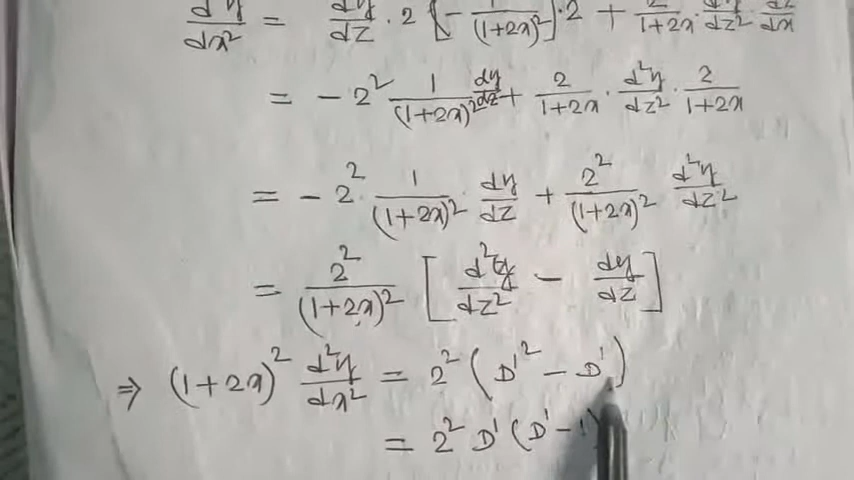 d²y/dx² = dy/dz · 2 [- 1/(1+2x)²]·2 + 2/1+2x · d²y/dz² · dz/dx
= - 2² 1/(1+2x)² dy/dz + 2/1+2x · d²y/dz² · 2/1+2x
= - 2² 1/(1+2x)² · dy/dz + 2²/(1+2x)² d²y/dz²
= 2²/(1+2x)² [ d²y/dz² - dy/dz ]
⇒ (1+2x)² d²y/dx² = 2² (D'² - D')
= 2² D' (D' - 1)